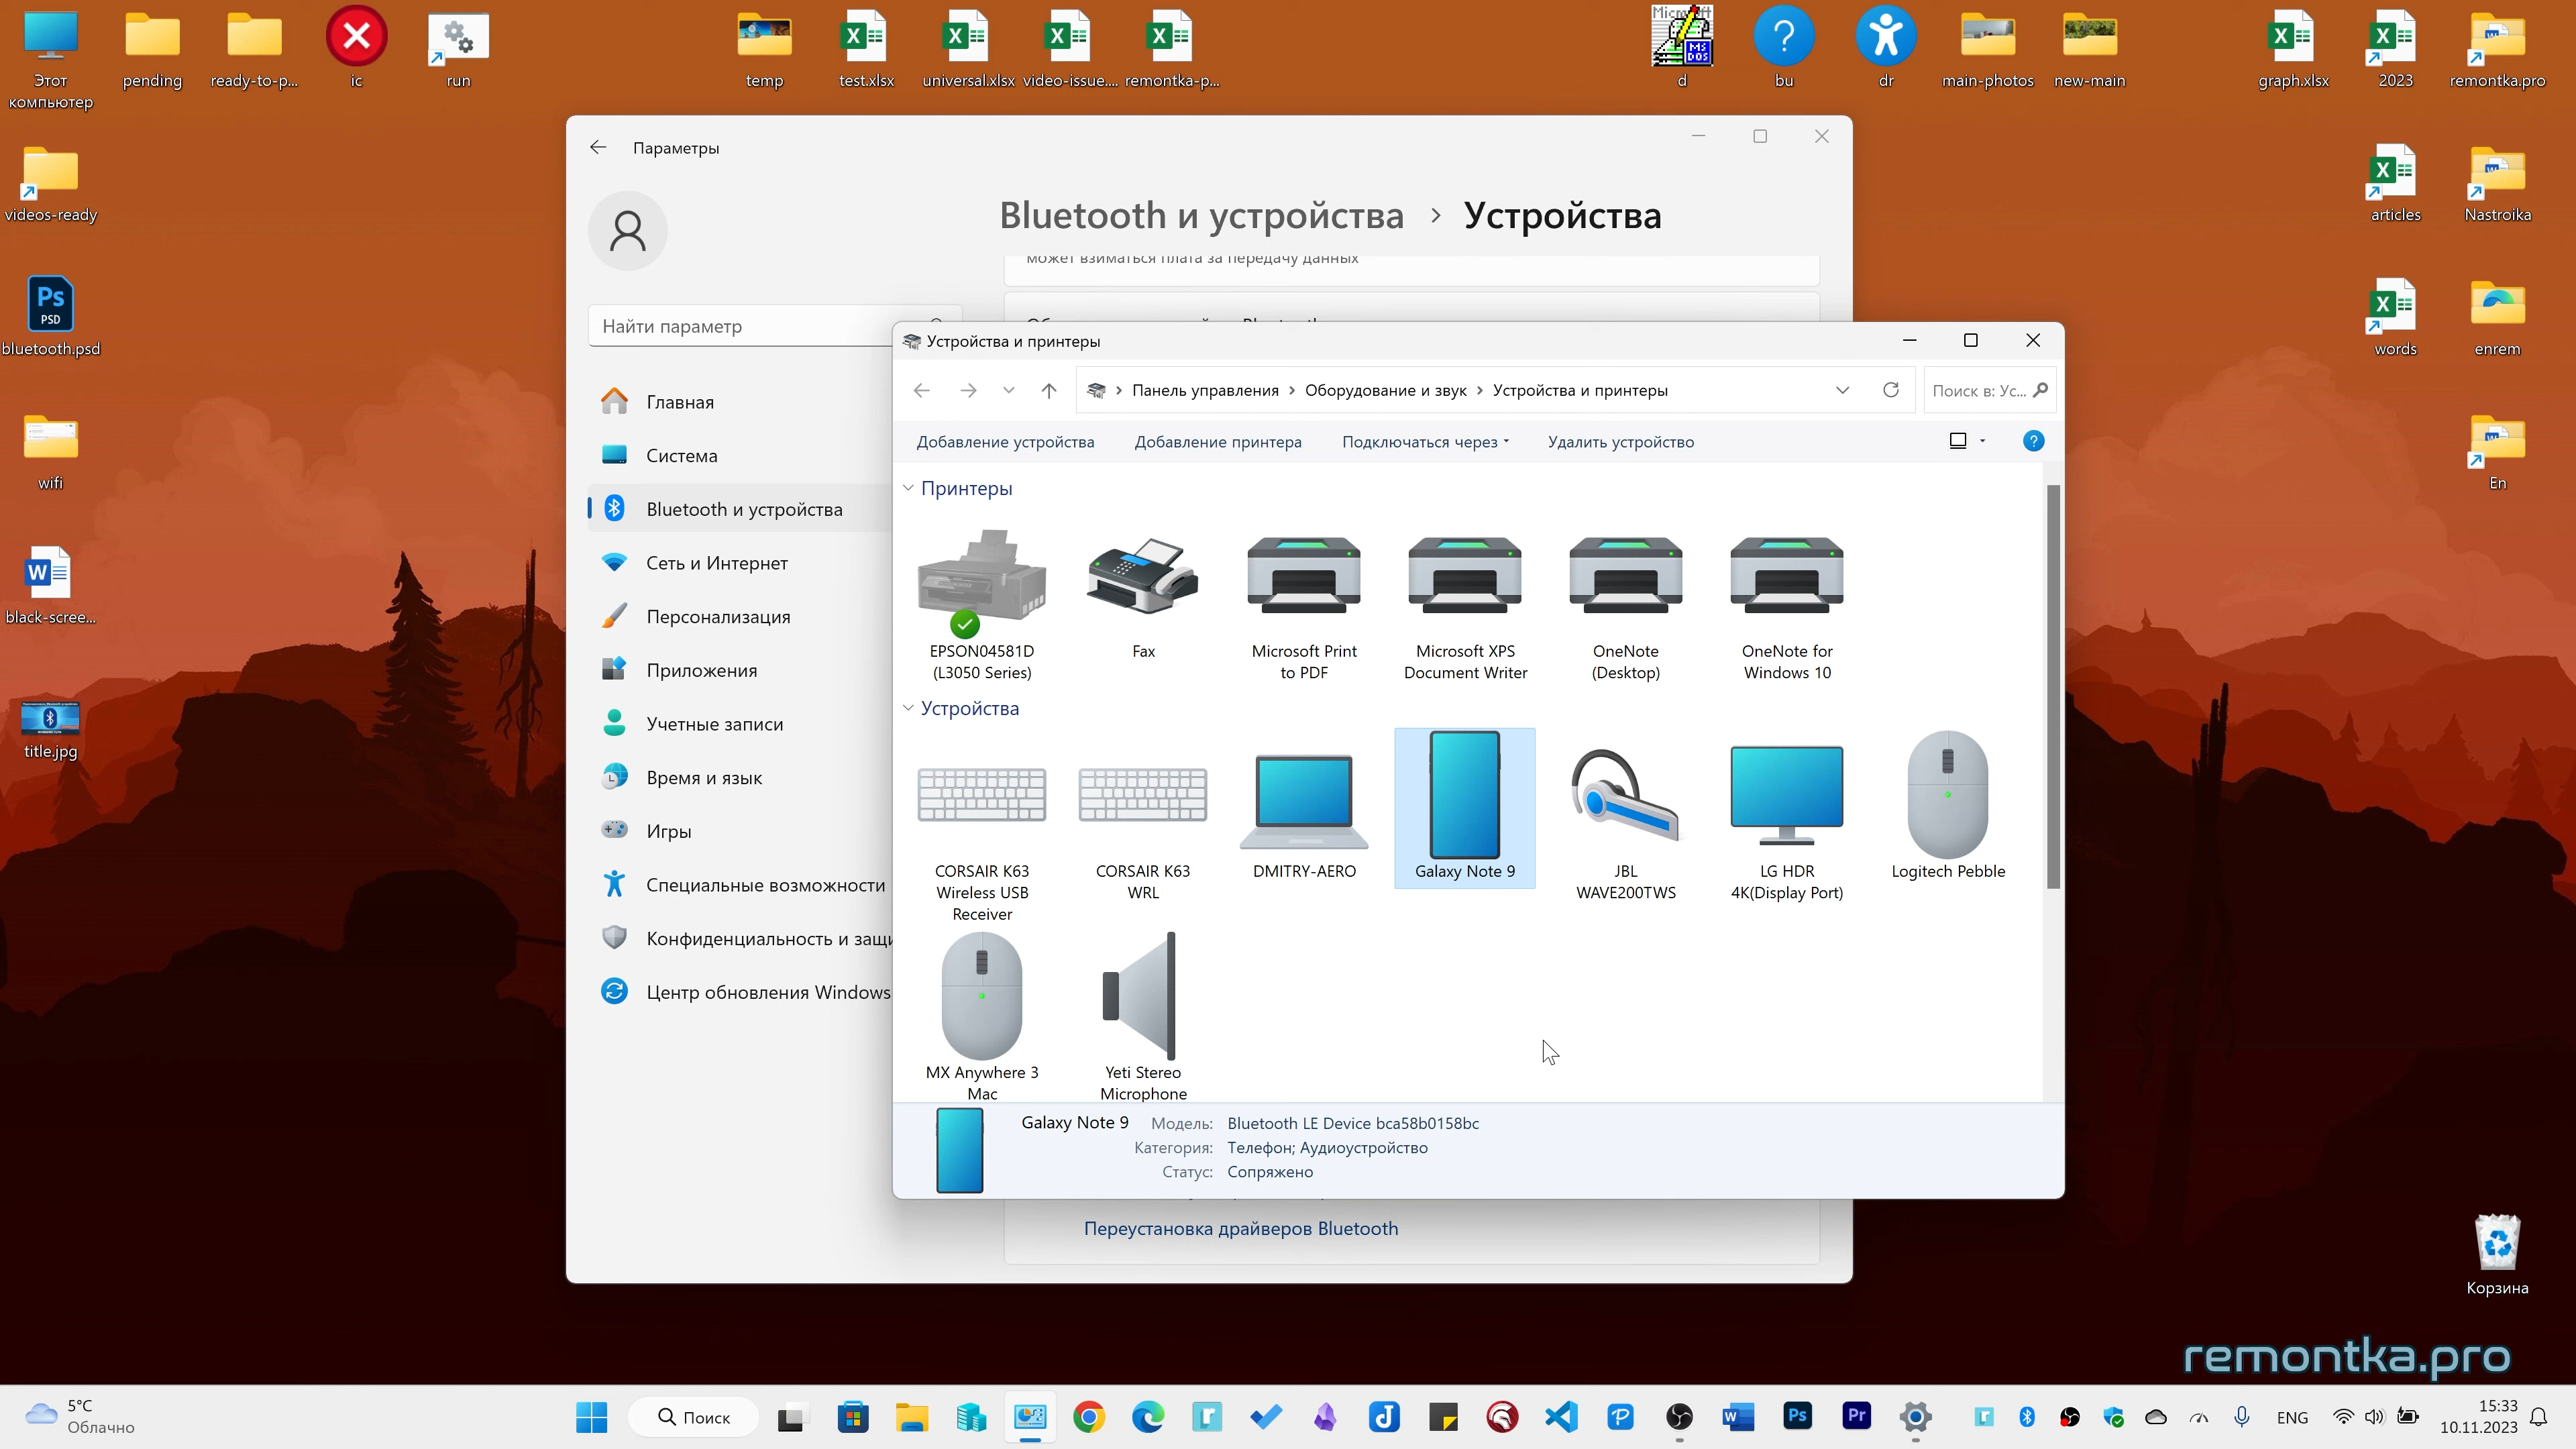 Этот
компьютер
pending
ready-to-p...
ic
run
temp
test.xlsx
universal.xlsx
video-issue....
remontka-p...
Microsoft
MS
DOS
d
bu
dr
main-photos
new-main
graph.xlsx
2023
remontka.pro
videos-ready
articles
Nastroika
Ps
PSD
bluetooth.psd
words
enrem
wifi
En
black-scree...
title.jpg
Корзина
Параметры
Bluetooth и устройства › Устройства
может взиматься плата за передачу данных
Найти параметр
Главная
Система
Bluetooth и устройства
Сеть и Интернет
Персонализация
Приложения
Учетные записи
Время и язык
Игры
Специальные возможности
Конфиденциальность и защи
Центр обновления Windows
Устройства и принтеры
Панель управления › Оборудование и звук › Устройства и принтеры
Поиск в: Ус...
Добавление устройства
Добавление принтера
Подключаться через
Удалить устройство
Принтеры
EPSON04581D
(L3050 Series)
Fax
Microsoft Print
to PDF
Microsoft XPS
Document Writer
OneNote
(Desktop)
OneNote for
Windows 10
Устройства
CORSAIR K63
Wireless USB
Receiver
CORSAIR K63
WRL
DMITRY-AERO
Galaxy Note 9
JBL
WAVE200TWS
LG HDR
4K(Display Port)
Logitech Pebble
MX Anywhere 3
Mac
Yeti Stereo
Microphone
Galaxy Note 9
Модель: Bluetooth LE Device bca58b0158bc
Категория: Телефон; Аудиоустройство
Статус: Сопряжено
Переустановка драйверов Bluetooth
remontka.pro
5°C
Облачно
Поиск
Ps
Pr
ENG
15:33
10.11.2023